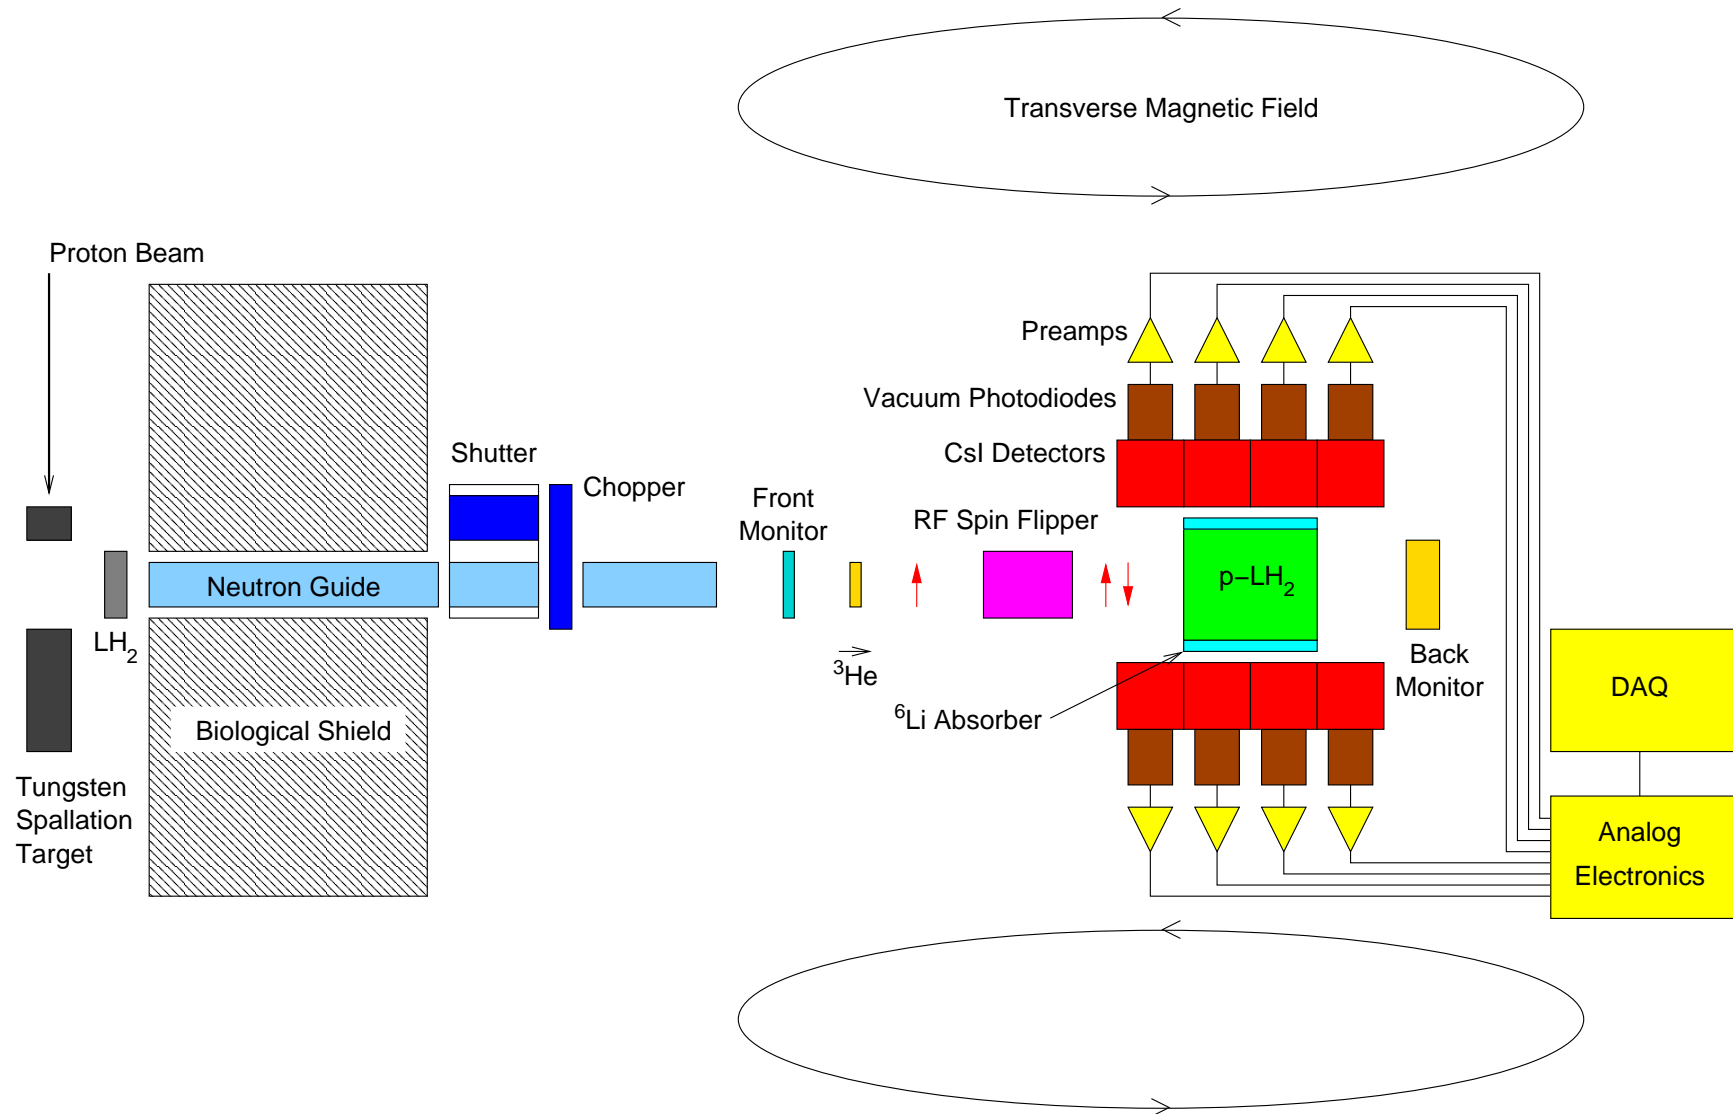 Transverse Magnetic Field
Proton Beam
Preamps
Vacuum Photodiodes
Shutter
CsI Detectors
Chopper
Front
Monitor
RF Spin Flipper
Neutron Guide
p−LH₂
LH₂
³He
Back
Monitor
⁶Li Absorber
DAQ
Biological Shield
Tungsten
Spallation
Target
Analog
Electronics